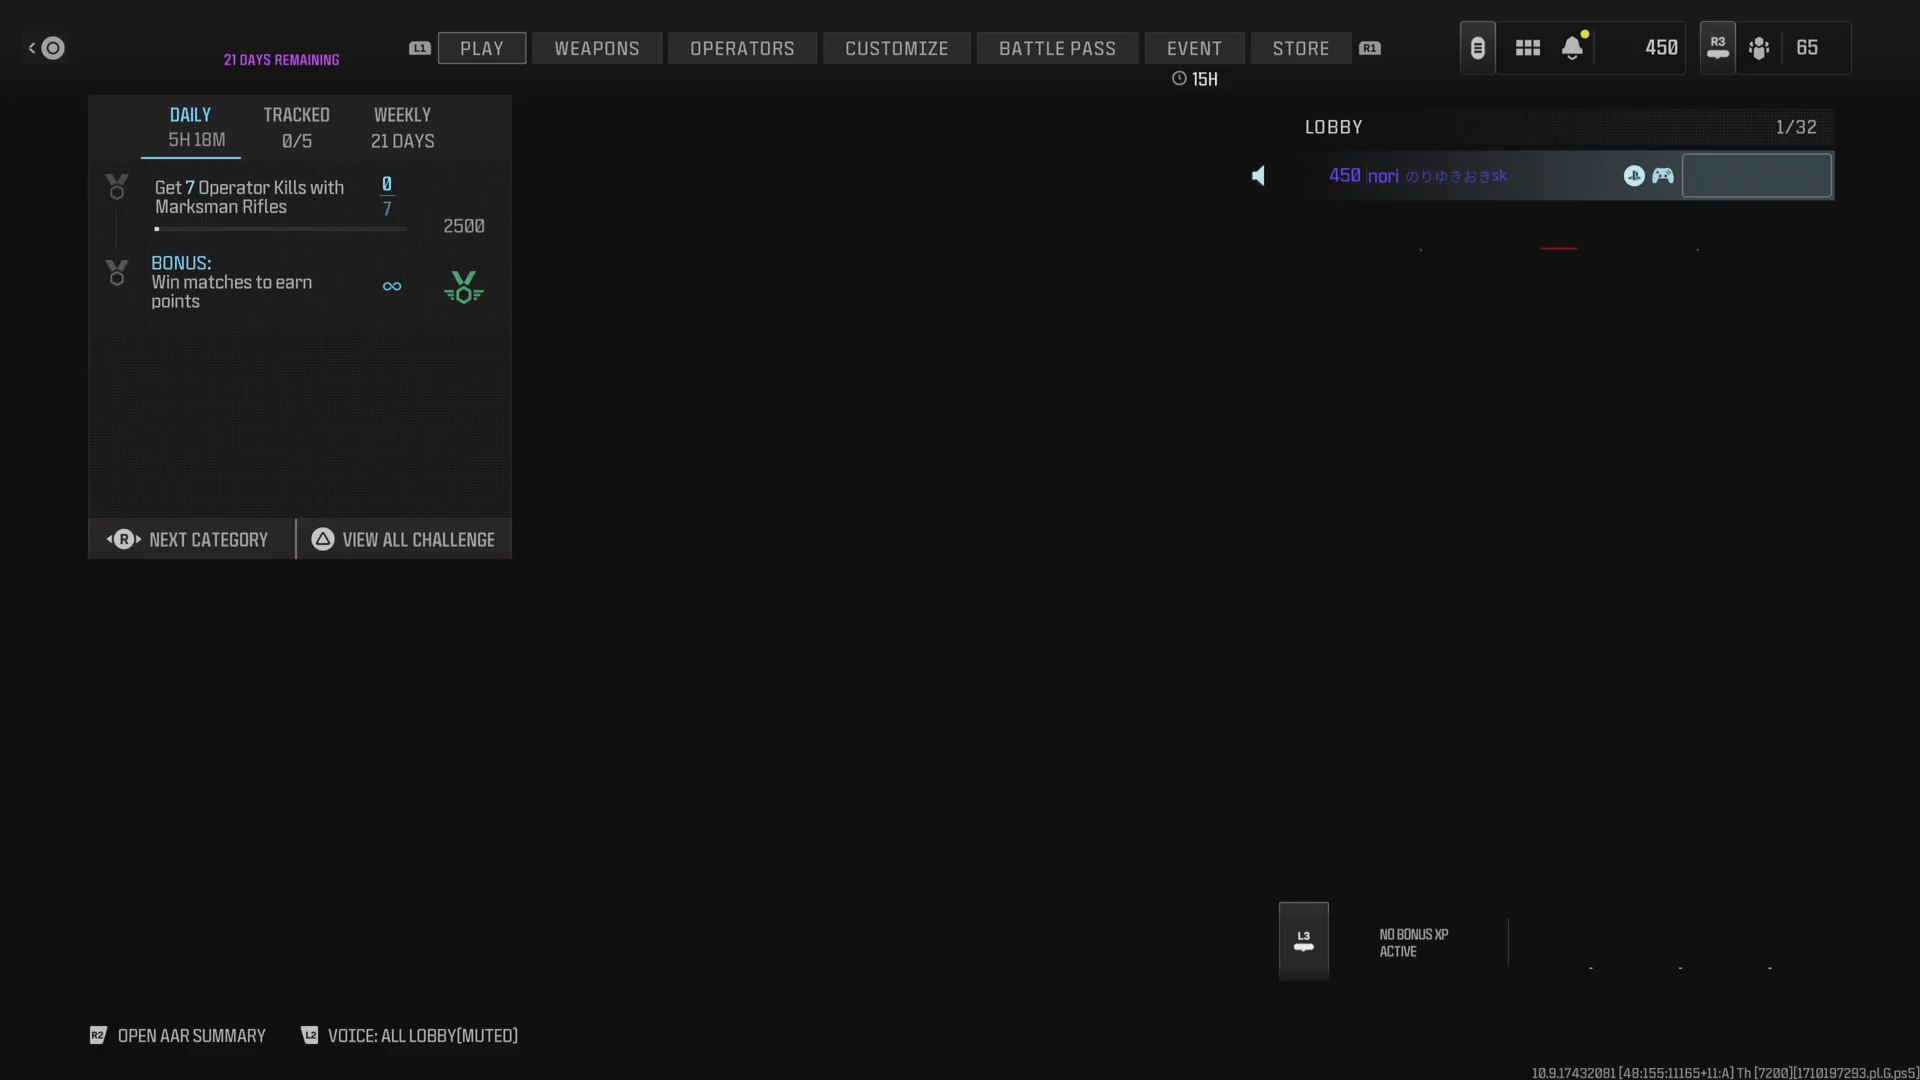 21 DAYS REMAINING
L1 PLAY WEAPONS OPERATORS CUSTOMIZE BATTLE PASS EVENT STORE R1
15H
450
R3 65
DAILY TRACKED WEEKLY
5H 18M 0/5 21 DAYS
Get 7 Operator Kills with
Marksman Rifles
0
7
2500
BONUS:
Win matches to earn
points
∞
R NEXT CATEGORY VIEW ALL CHALLENGE
LOBBY 1/32
450 nori のりゆきおきsk
L3
NO BONUS XP
ACTIVE
R2 OPEN AAR SUMMARY L2 VOICE: ALL LOBBY(MUTED)
10.9.17432081 [48:155:11165+11:A] Th [7200][1710197293.pl.G.ps5]